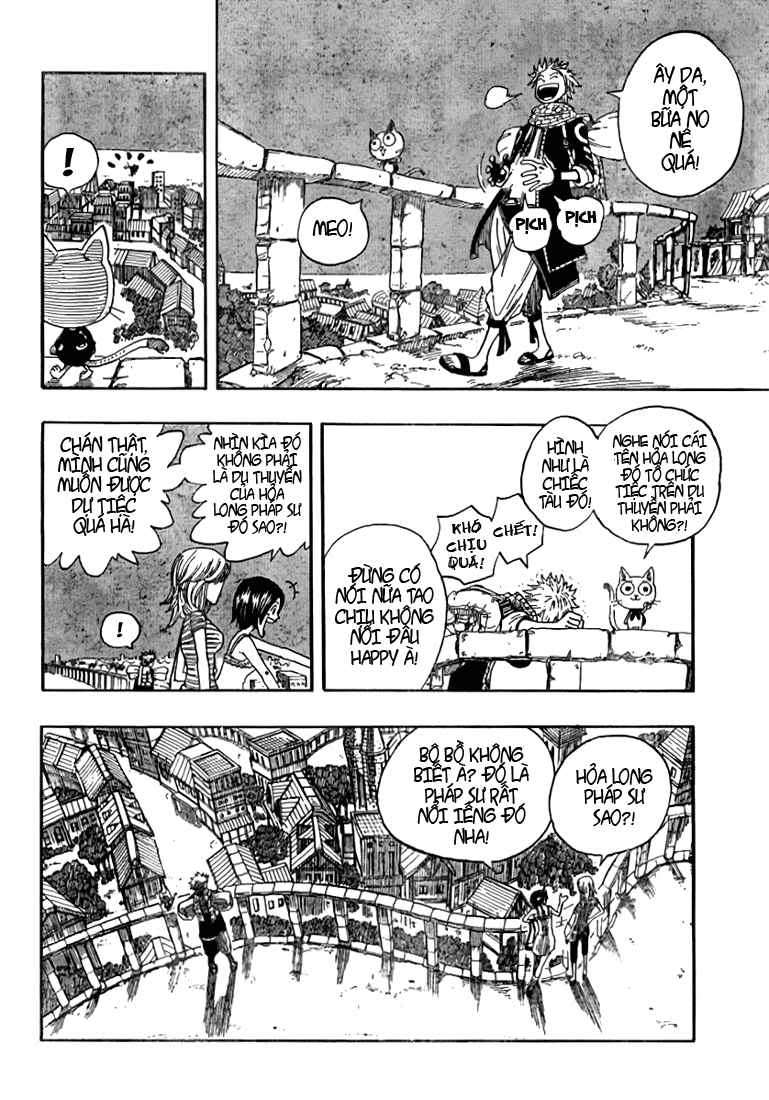 ÂY DA,
MỘT
BỮA NO
NÊ
QUÁ!
PỊCH
PỊCH
MEO!
!
NGHE NÓI CÁI
TÊN HỎA LONG
ĐÓ TỔ CHỨC
TIỆC TRÊN DU
THUYỀN PHẢI
KHÔNG?!
HÌNH
NHƯ LÀ
CHIẾC
TÀU ĐÓ!
CHẾT!
KHÓ
CHỊU
QUÁ!
ĐỪNG CÓ
NÓI NỮA TAO
CHỊU KHÔNG
NỔI ĐÂU
HAPPY À!
NHÌN KÌA ĐÓ
KHÔNG PHẢI
LÀ DU THUYỀN
CỦA HỎA
LONG PHÁP SƯ
ĐÓ SAO?!
CHÁN THẬT,
MÌNH CŨNG
MUỐN ĐƯỢC
DỰ TIỆC
QUÁ HÀ!
!
HỎA LONG
PHÁP SƯ
SAO?!
BỘ BỒ KHÔNG
BIẾT À? ĐÓ LÀ
PHÁP SƯ RẤT
NỔI TIẾNG ĐÓ
NHA!